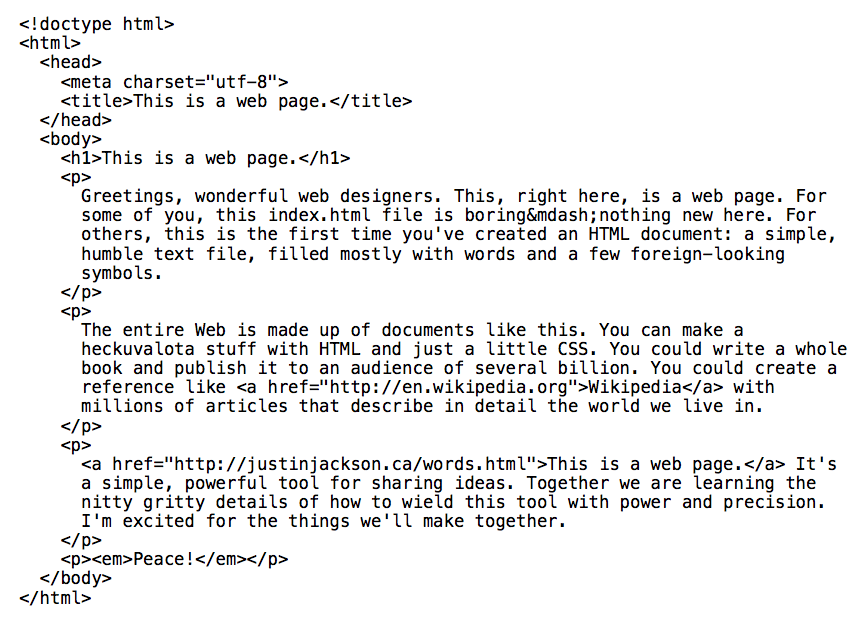 <!doctype html>
<html>
  <head>
    <meta charset="utf-8">
    <title>This is a web page.</title>
  </head>
  <body>
    <h1>This is a web page.</h1>
    <p>
      Greetings, wonderful web designers. This, right here, is a web page. For
      some of you, this index.html file is boring&mdash;nothing new here. For
      others, this is the first time you've created an HTML document: a simple,
      humble text file, filled mostly with words and a few foreign-looking
      symbols.
    </p>
    <p>
      The entire Web is made up of documents like this. You can make a
      heckuvalota stuff with HTML and just a little CSS. You could write a whole
      book and publish it to an audience of several billion. You could create a
      reference like <a href="http://en.wikipedia.org">Wikipedia</a> with
      millions of articles that describe in detail the world we live in.
    </p>
    <p>
      <a href="http://justinjackson.ca/words.html">This is a web page.</a> It's
      a simple, powerful tool for sharing ideas. Together we are learning the
      nitty gritty details of how to wield this tool with power and precision.
      I'm excited for the things we'll make together.
    </p>
    <p><em>Peace!</em></p>
  </body>
</html>